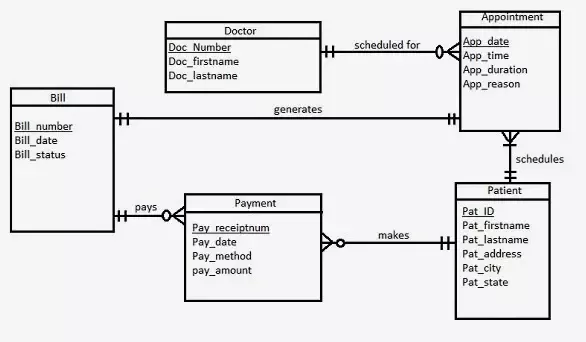 Doctor
Doc_Number
Doc_firstname
Doc_lastname
scheduled for
Appointment
App_date
App_time
App_duration
App_reason
Bill
Bill_number
Bill_date
Bill_status
generates
schedules
pays
Payment
Pay_receiptnum
Pay_date
Pay_method
pay_amount
makes
Patient
Pat_ID
Pat_firstname
Pat_lastname
Pat_address
Pat_city
Pat_state